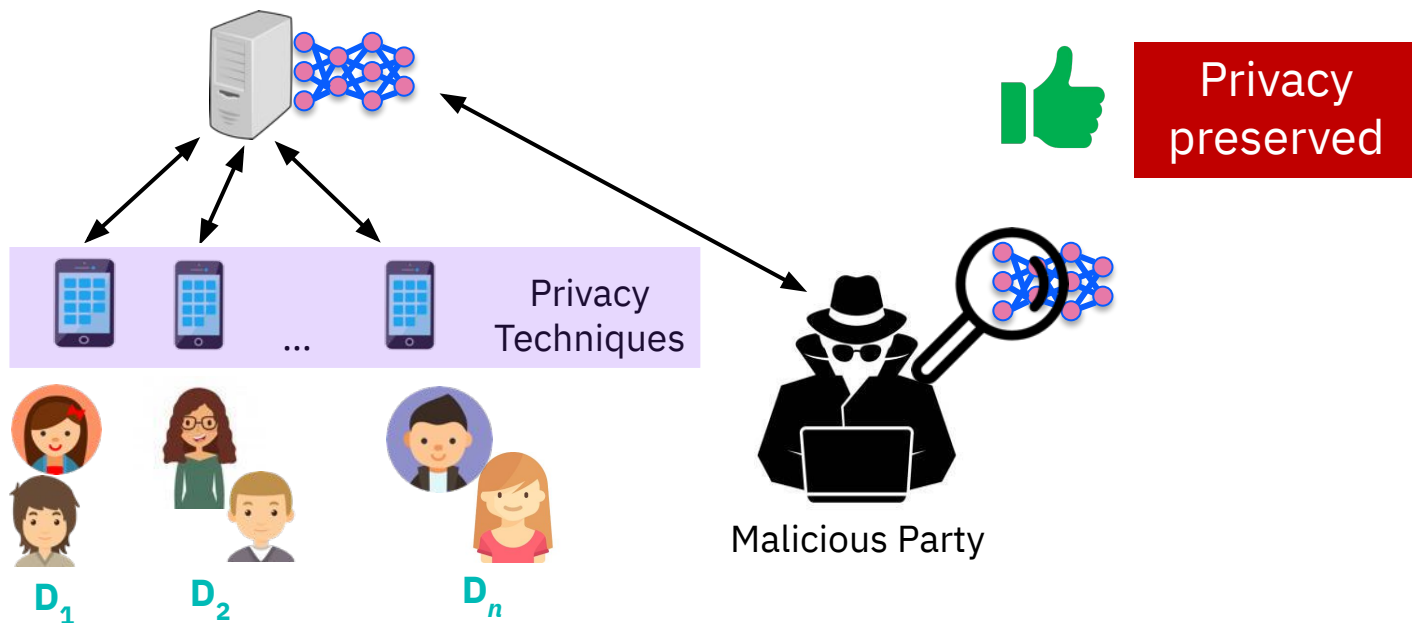 Privacy
preserved
Privacy
Techniques
...
Malicious Party
D1
D2
Dn